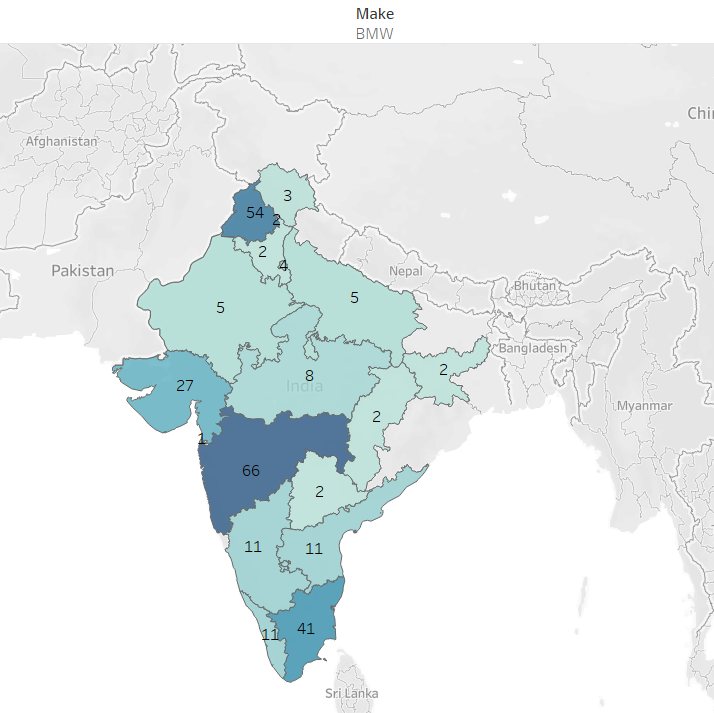 Make
BMW
Afghanistan
Chin
3
54
2
2
4
Pakistan
Nepal
5
5
Bhutan
Bangladesh
8
India
2
27
2
Myanmar
1
66
2
11
11
11
41
Sri Lanka